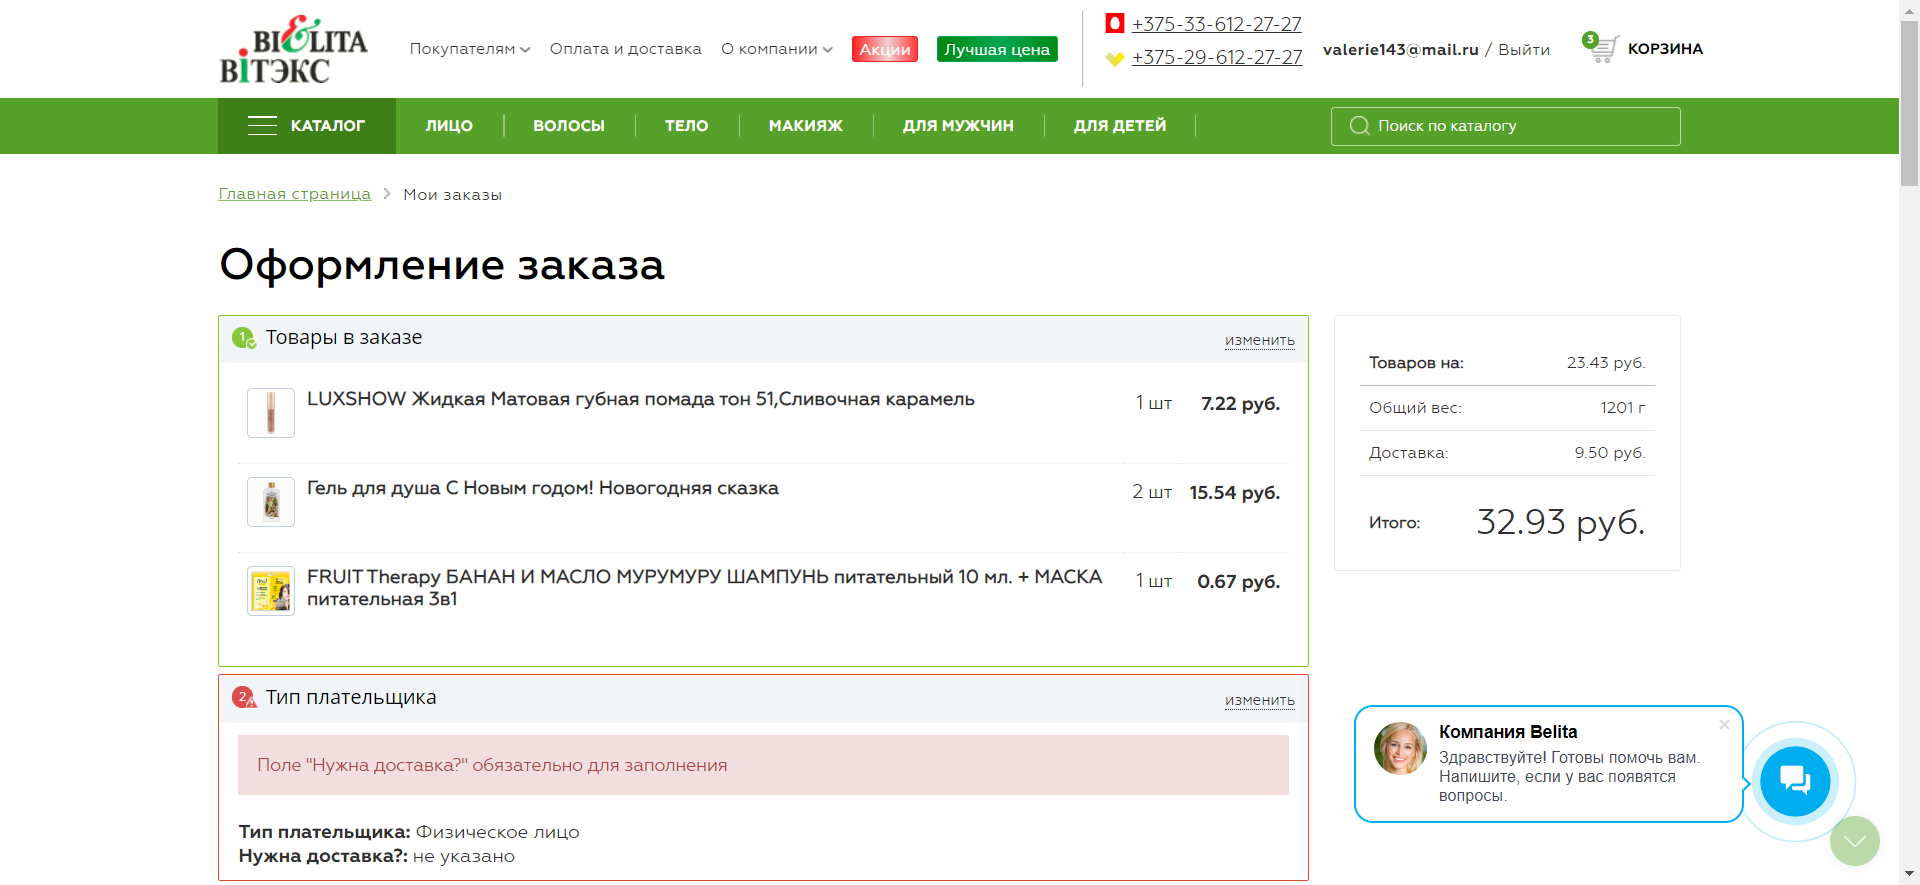 BIELITA
ВІТЭКС
Покупателям
Оплата и доставка
О компании
Акции
Лучшая цена
+375-33-612-27-27
+375-29-612-27-27
valerie143@mail.ru / Выйти
3
КОРЗИНА
КАТАЛОГ
ЛИЦО
ВОЛОСЫ
ТЕЛО
МАКИЯЖ
ДЛЯ МУЖЧИН
ДЛЯ ДЕТЕЙ
Поиск по каталогу
Главная страница
Мои заказы
Оформление заказа
1 Товары в заказе
изменить
LUXSHOW Жидкая Матовая губная помада тон 51,Сливочная карамель
1 шт
7.22 руб.
Гель для душа С Новым годом! Новогодняя сказка
2 шт
15.54 руб.
FRUIT Therapy БАНАН И МАСЛО МУРУМУРУ ШАМПУНЬ питательный 10 мл. + МАСКА
питательная 3в1
1 шт
0.67 руб.
Товаров на: 23.43 руб.
Общий вес: 1201 г
Доставка: 9.50 руб.
Итого: 32.93 руб.
2 Тип плательщика
изменить
Поле "Нужна доставка?" обязательно для заполнения
Тип плательщика: Физическое лицо
Нужна доставка?: не указано
Компания Belita
Здравствуйте! Готовы помочь вам.
Напишите, если у вас появятся
вопросы.